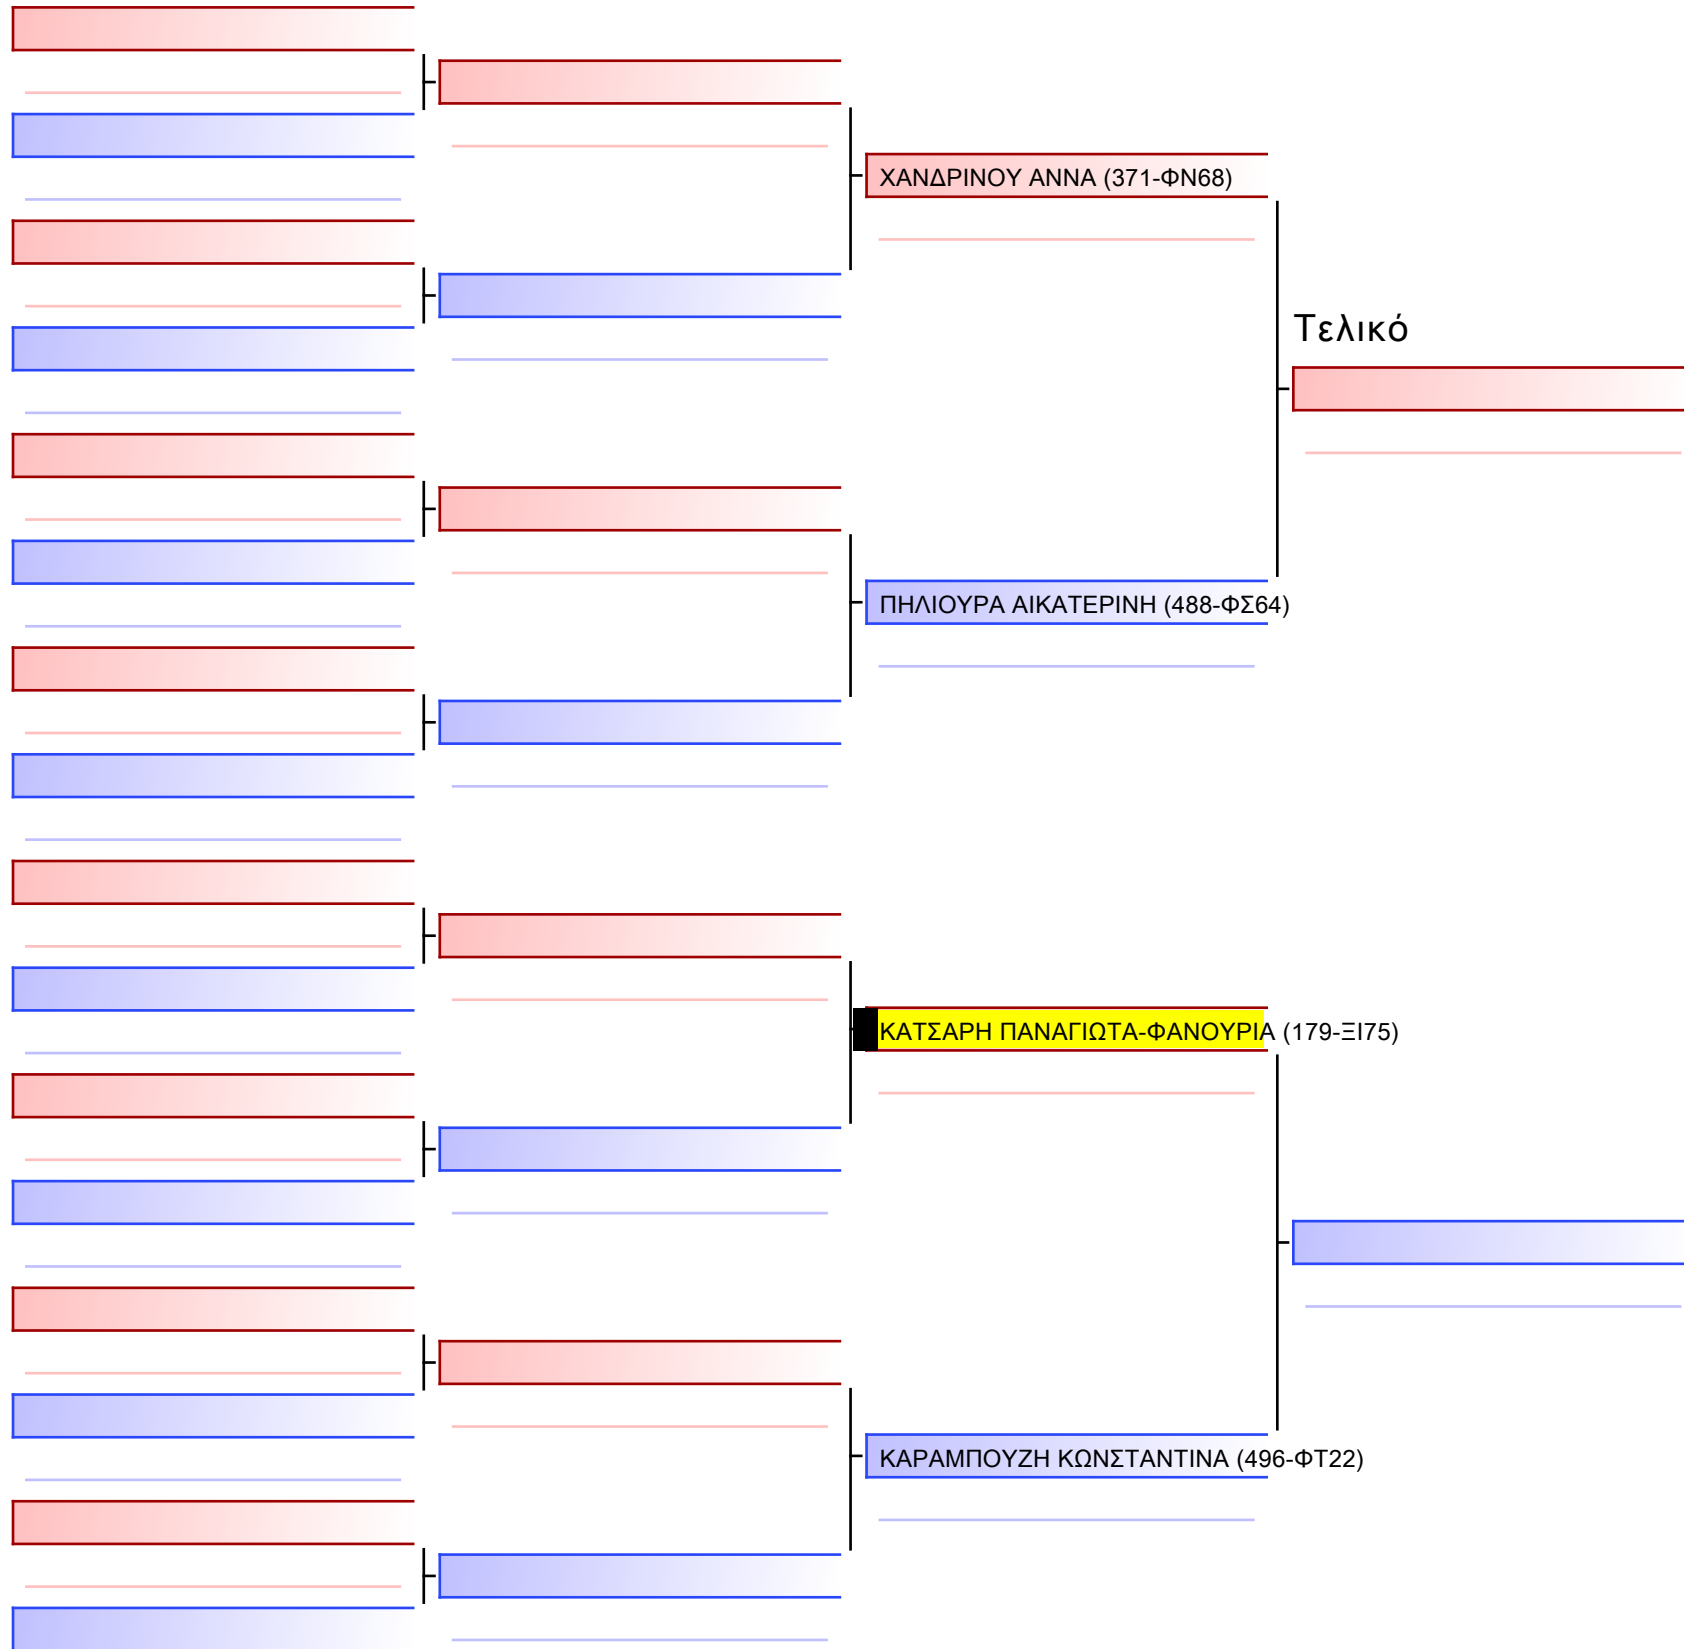 ΧΑΝΔΡΙΝΟΥ ΑΝΝΑ (371-ΦΝ68)
Τελικό
ΠΗΛΙΟΥΡΑ ΑΙΚΑΤΕΡΙΝΗ (488-ΦΣ64)
ΚΑΤΣΑΡΗ ΠΑΝΑΓΙΩΤΑ-ΦΑΝΟΥΡΙΑ (179-ΞΙ75)
ΚΑΡΑΜΠΟΥΖΗ ΚΩΝΣΤΑΝΤΙΝΑ (496-ΦΤ22)